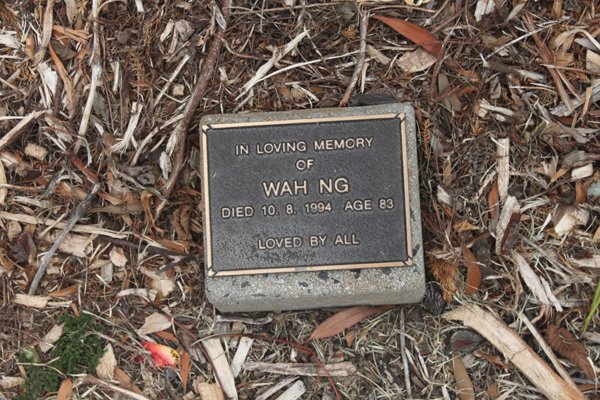 IN LOVING MEMORY
OF
WAH NG
DIED 10. 8. 1994 AGE 83
LOVED BY ALL